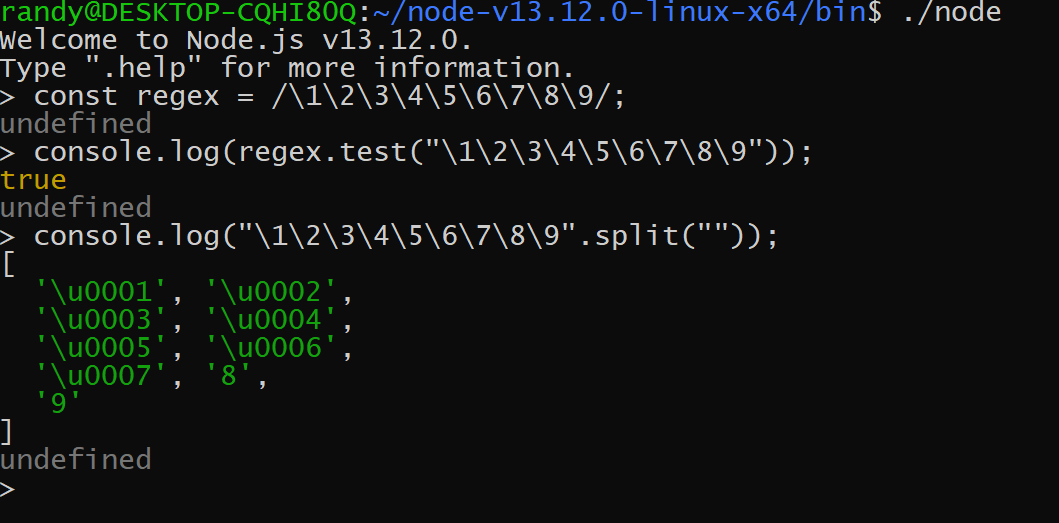 randy@DESKTOP-CQHI8OQ:~/node-v13.12.0-linux-x64/bin$ ./node
Welcome to Node.js v13.12.0.
Type ".help" for more information.
> const regex = /\1\2\3\4\5\6\7\8\9/;
undefined
> console.log(regex.test("\1\2\3\4\5\6\7\8\9"));
true
undefined
> console.log("\1\2\3\4\5\6\7\8\9".split(""));
[
  '\u0001', '\u0002',
  '\u0003', '\u0004',
  '\u0005', '\u0006',
  '\u0007', '8',
  '9'
]
undefined
>